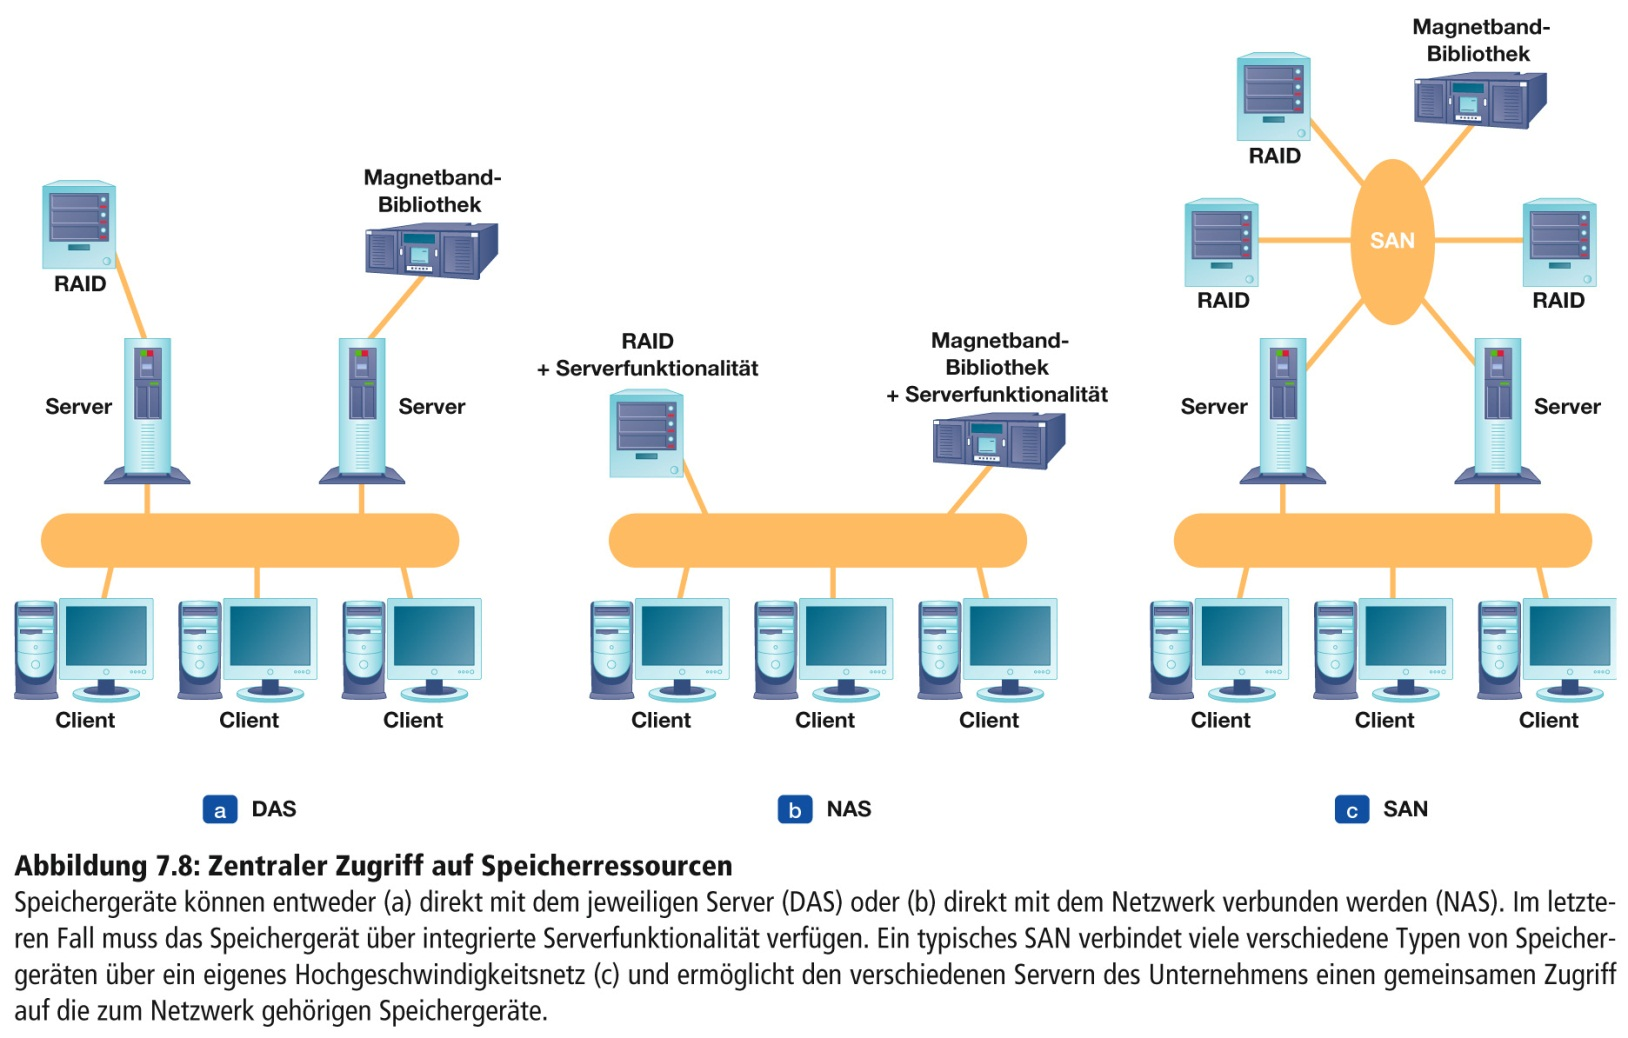 RAID
Magnetband-
Bibliothek
Server
Server
Client
Client
Client
a DAS
RAID
+ Serverfunktionalität
Magnetband-
Bibliothek
+ Serverfunktionalität
Client
Client
Client
b NAS
RAID
Magnetband-
Bibliothek
RAID
SAN
RAID
Server
Server
Client
Client
Client
c SAN
Abbildung 7.8: Zentraler Zugriff auf Speicherressourcen
Speichergeräte können entweder (a) direkt mit dem jeweiligen Server (DAS) oder (b) direkt mit dem Netzwerk verbunden werden (NAS). Im letzte-
ren Fall muss das Speichergerät über integrierte Serverfunktionalität verfügen. Ein typisches SAN verbindet viele verschiedene Typen von Speicher-
geräten über ein eigenes Hochgeschwindigkeitsnetz (c) und ermöglicht den verschiedenen Servern des Unternehmens einen gemeinsamen Zugriff
auf die zum Netzwerk gehörigen Speichergeräte.